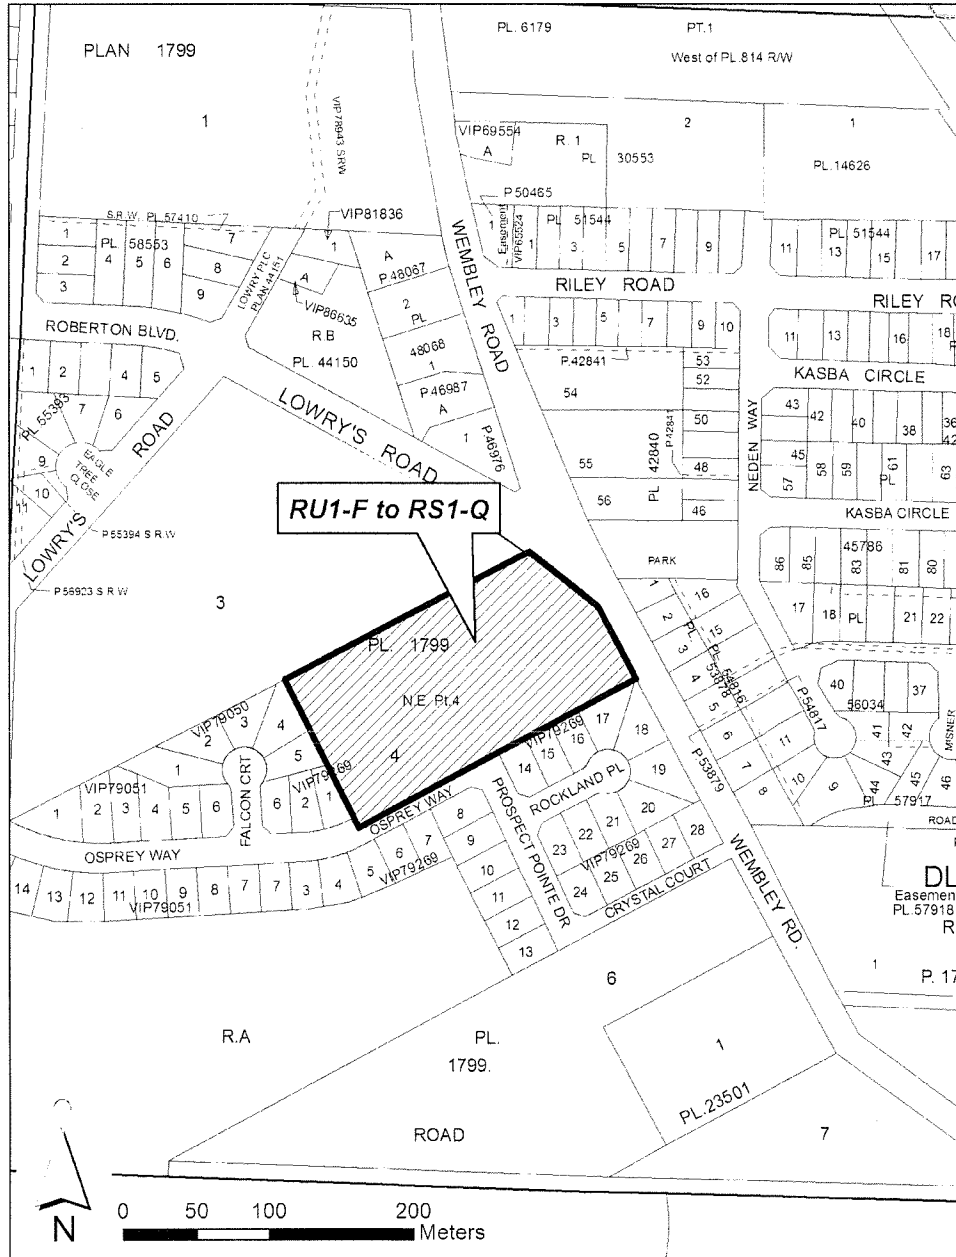 PL. 6179
PT.1
PLAN 1799
West of PL.814 R/W
VIP78943 SRW
1
2
1
VIP69554
A
R. 1
PL 30553
PL.14626
P50465
S.R.W. PL.57410
VIP81836
1
Easement
VIP65524
1
PL 51544
3
5
7
9
11
PL 51544
13
15
17
1
2
3
PL 58553
4
5
6
7
8
9
LOWRY PLC
PLAN 44151
1
A
VIP86635
R.B
PL. 44150
A
P.48067
2
PL
48068
1
P.46987
A
1
P.46976
WEMBLEY ROAD
RILEY ROAD
RILEY RO
1
3
5
7
9
10
11
13
16
18
P
ROBERTON BLVD.
P.42841
53
52
54
50
48
46
P.42841
PL 42840
55
56
KASBA CIRCLE
NEDEN WAY
43
42
40
38
36
42
45
57
58
59
PL
61
63
KASBA CIRCLE
1
2
4
5
PL 55393
7
6
9
10
11
EAGLE
TREE
CLOSE
LOWRY'S ROAD
LOWRY'S ROAD
P.55394 S.R.W
P.56923 S.R.W
RU1-F to RS1-Q
3
PL. 1799
N.E. Pt.4
4
PARK
86
85
45786
83
81
80
17
18
PL
21
22
1
2
3
4
5
6
7
8
PL 53878
16
15
PL 54816
P.54817
11
10
9
P.53879
40
37
56034
41
42
43
44
45
46
MISNER
PL 57917
ROAD
VIP79050
2
3
4
5
1
VIP79051
1
2
3
4
5
6
FALCON CRT
VIP79269
6
2
1
OSPREY WAY
OSPREY WAY
14
13
12
11
10
9
8
7
7
3
4
5
6
7
VIP79051
VIP79269
8
9
10
11
12
13
PROSPECT POINTE DR
VIP79269
14
15
16
17
18
19
20
ROCKLAND PL
21
22
23
VIP79269
24
25
26
27
28
CRYSTAL COURT
WEMBLEY RD.
DL
Easemen
PL.57918
R
1
P. 17
6
R.A
PL.
1799.
1
PL.23501
ROAD
7
N
0 50 100 200
Meters